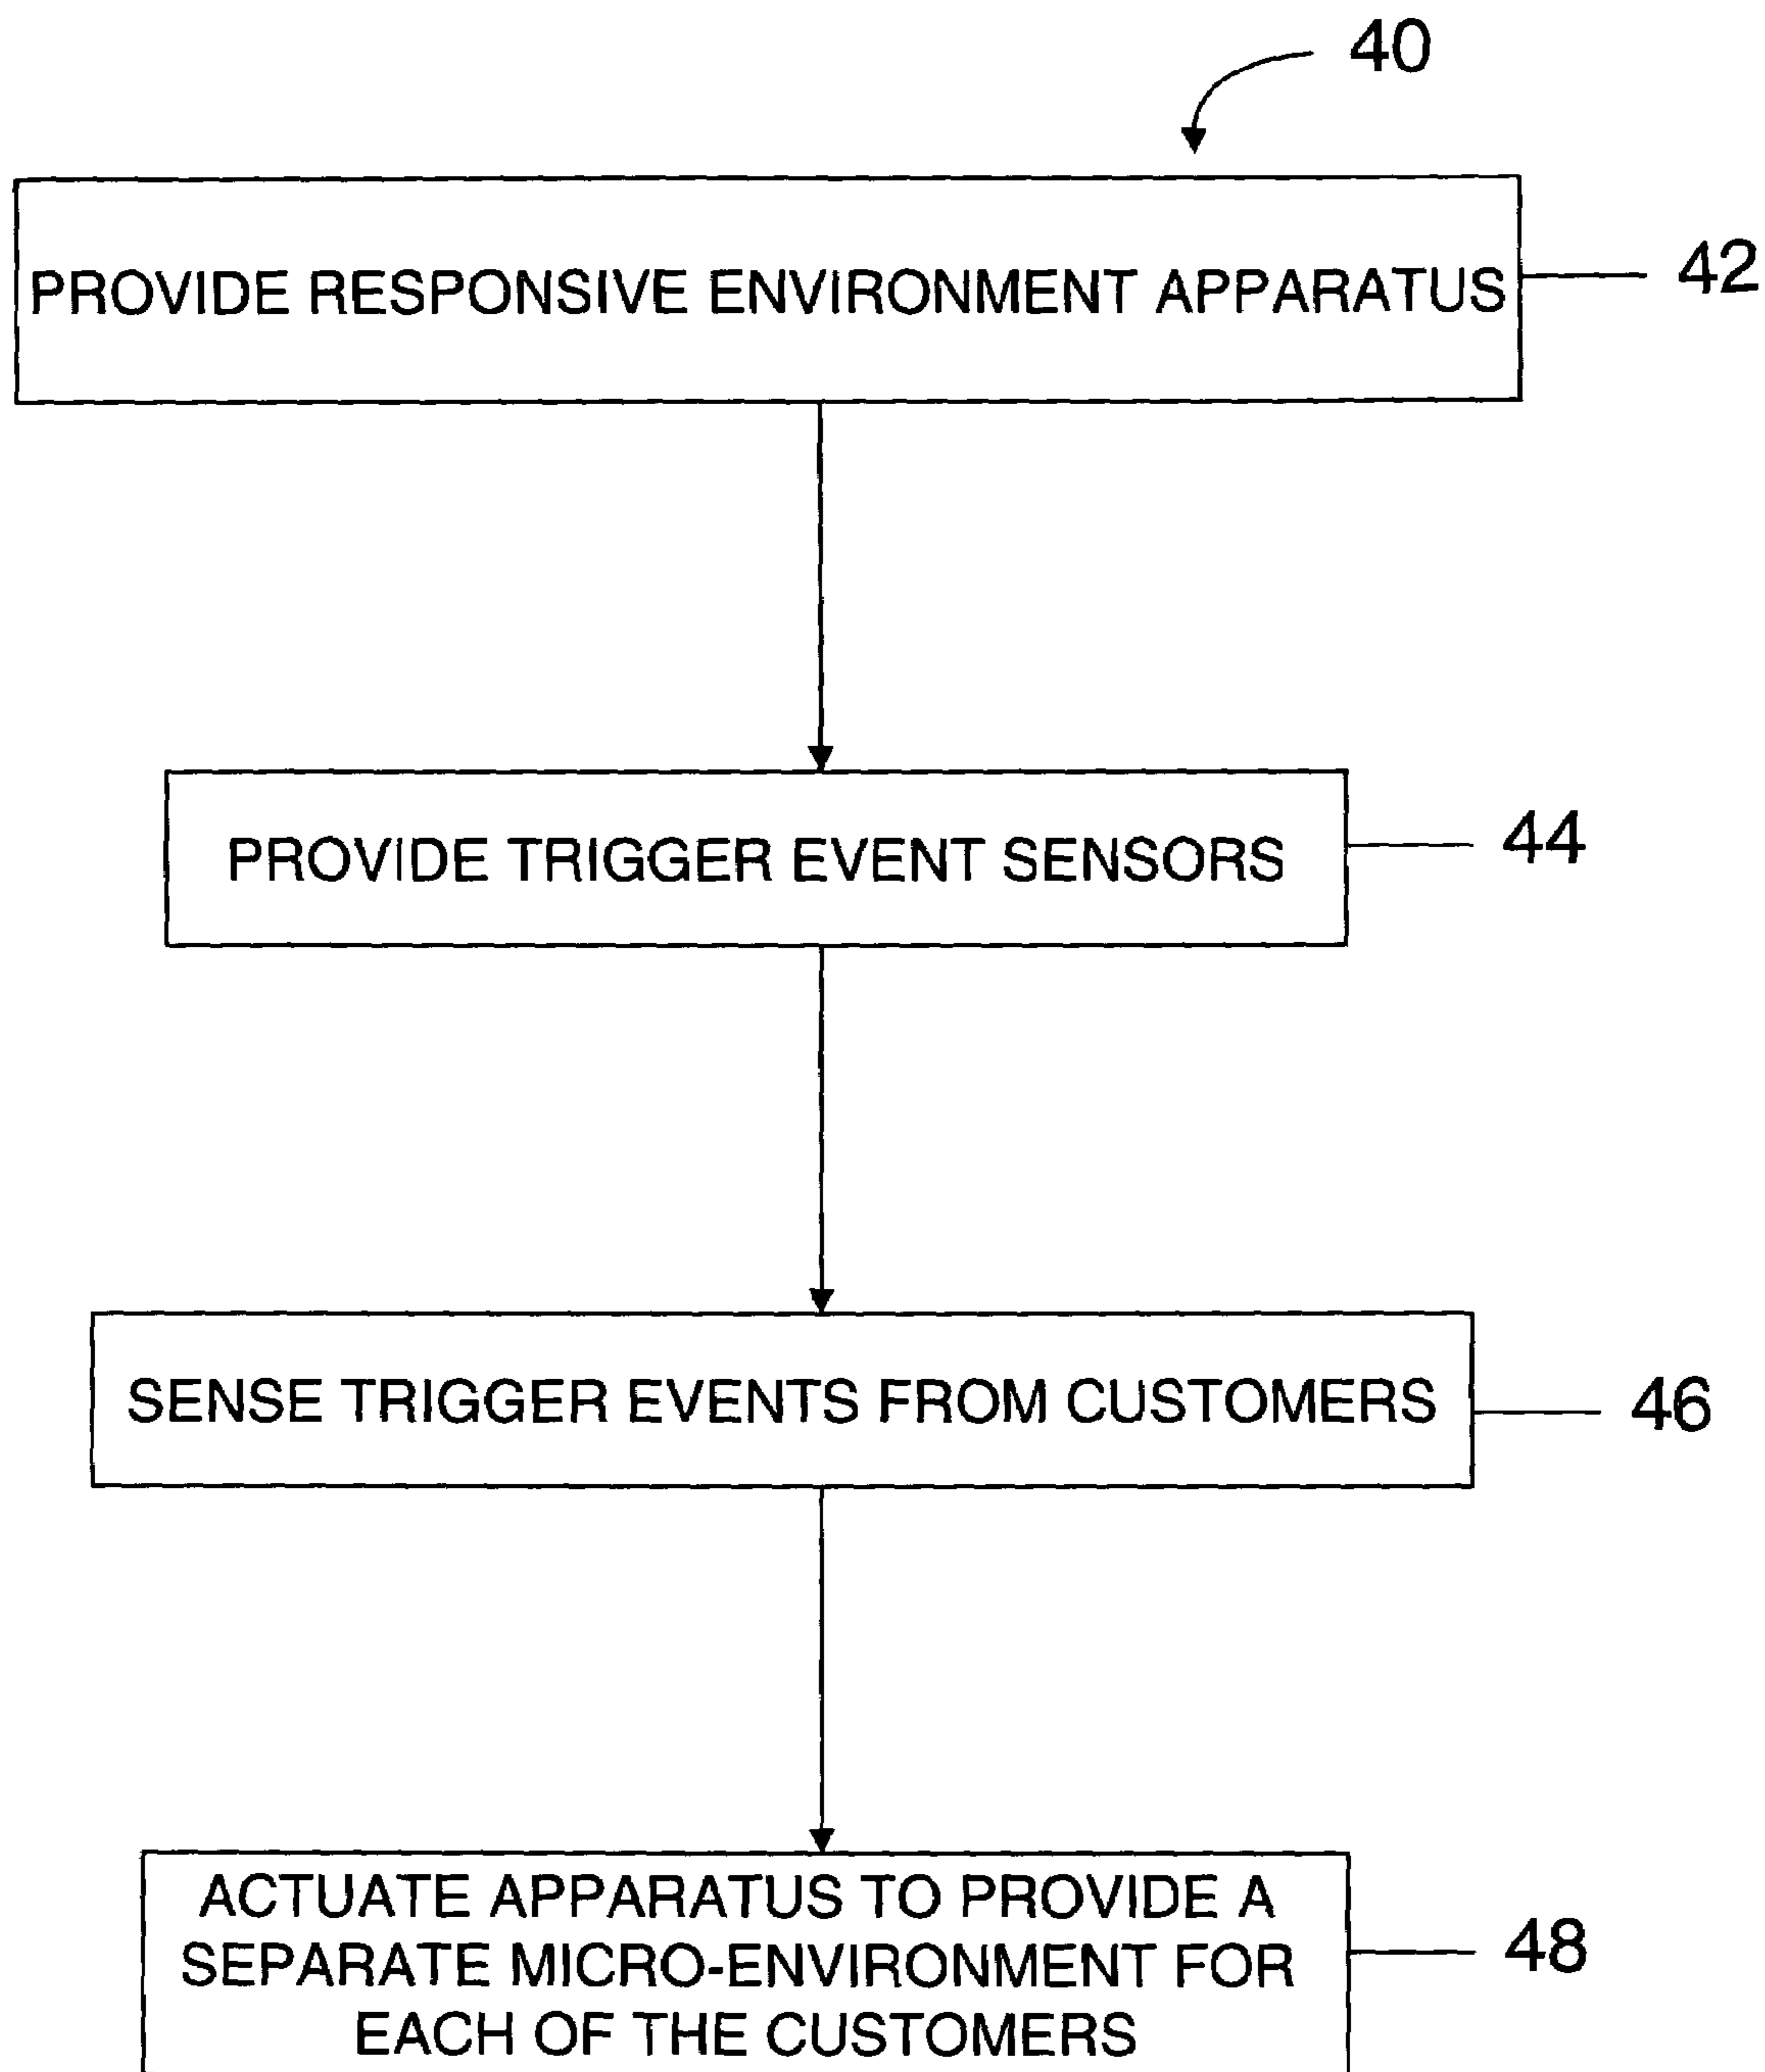 40
PROVIDE RESPONSIVE ENVIRONMENT APPARATUS
42
PROVIDE TRIGGER EVENT SENSORS
44
SENSE TRIGGER EVENTS FROM CUSTOMERS
46
ACTUATE APPARATUS TO PROVIDE A
SEPARATE MICRO-ENVIRONMENT FOR
EACH OF THE CUSTOMERS
48